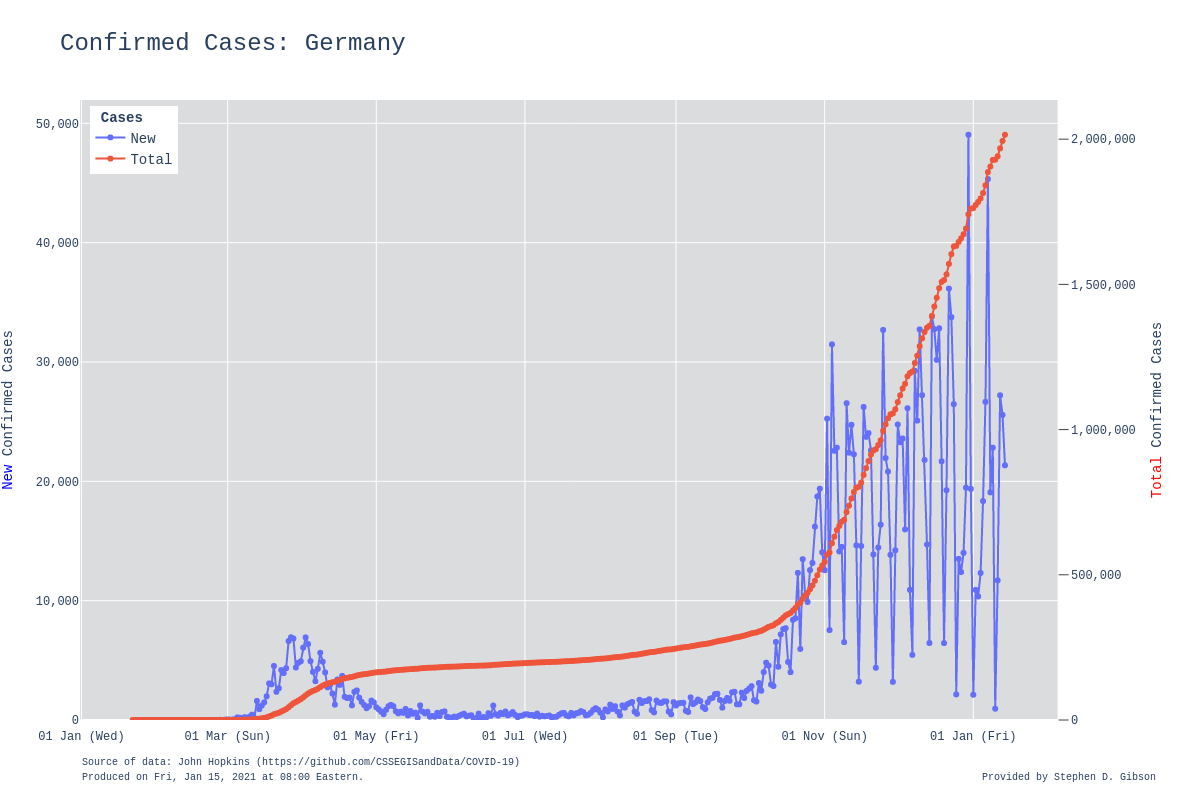 Confirmed Cases: Germany
Cases
New
Total
50,000
40,000
30,000
20,000
10,000
0
2,000,000
1,500,000
1,000,000
500,000
0
New Confirmed Cases
Total Confirmed Cases
01 Jan (Wed)
01 Mar (Sun)
01 May (Fri)
01 Jul (Wed)
01 Sep (Tue)
01 Nov (Sun)
01 Jan (Fri)
Source of data: John Hopkins (https://github.com/CSSEGISandData/COVID-19)
Produced on Fri, Jan 15, 2021 at 08:00 Eastern.
Provided by Stephen D. Gibson